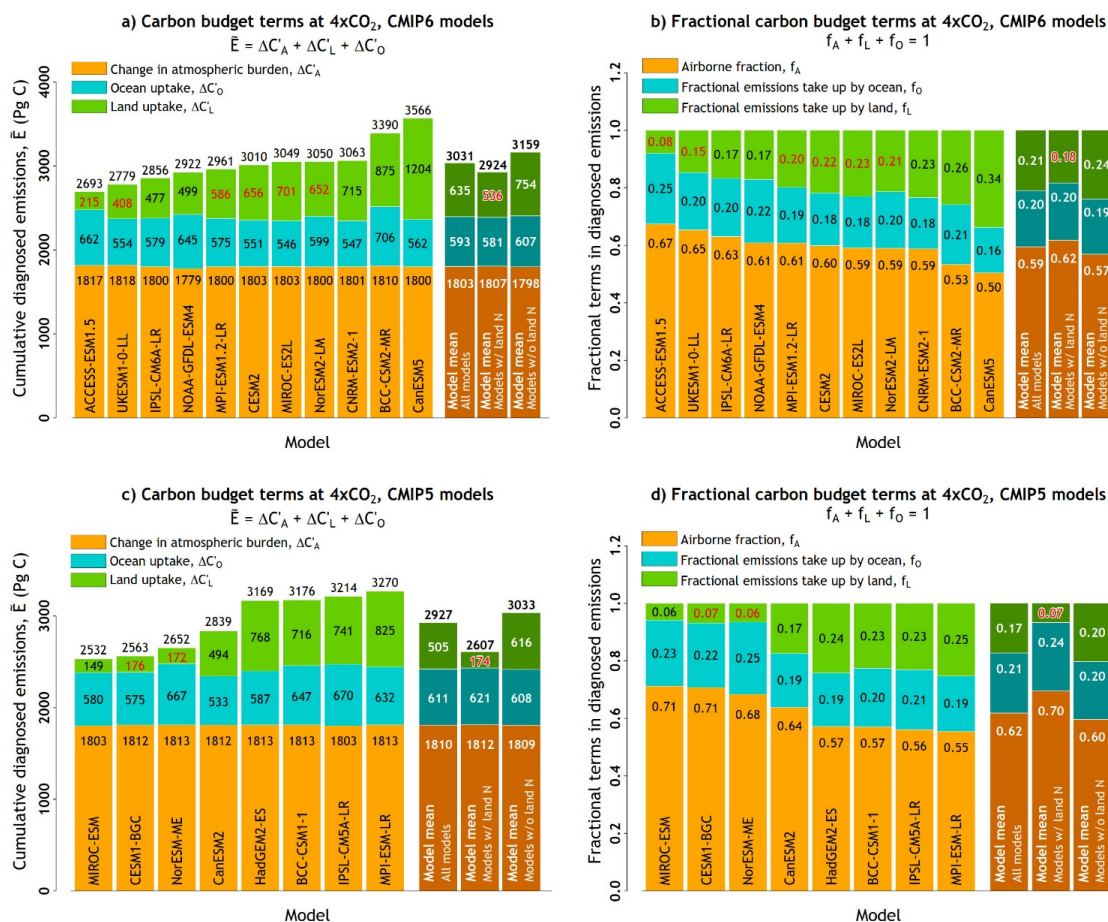 a) Carbon budget terms at 4xCO₂, CMIP6 models
Ẽ = ΔC'A + ΔC'L + ΔC'O
Change in atmospheric burden, ΔC'A
Ocean uptake, ΔC'O
Land uptake, ΔC'L
Cumulative diagnosed emissions, Ẽ (Pg C)
4000
3000
2000
1000
0
2693 2779 2856 2922 2961 3010 3049 3050 3063 3390 3566 3031 2924 3159
215 408 477 499 586 656 701 652 715 875 1204 635 536 754
662 554 579 645 575 551 546 599 547 706 562 593 581 607
1817 1818 1800 1779 1800 1803 1803 1800 1801 1810 1800 1803 1807 1798
ACCESS-ESM1.5
UKESM1-0-LL
IPSL-CM6A-LR
NOAA-GFDL-ESM4
MPI-ESM1.2-LR
CESM2
MIROC-ES2L
NorESM2-LM
CNRM-ESM2-1
BCC-CSM2-MR
CanESM5
Model mean
All models
Model mean
Models w/ land N
Model mean
Models w/o land N
Model
b) Fractional carbon budget terms at 4xCO₂, CMIP6 models
fA + fL + fO = 1
Airborne fraction, fA
Fractional emissions take up by ocean, fO
Fractional emissions take up by land, fL
Fractional terms in diagnosed emissions
1.2
1.0
0.8
0.6
0.4
0.2
0.0
0.08 0.15 0.17 0.17 0.20 0.22 0.23 0.21 0.23 0.26 0.34 0.21 0.18 0.24
0.25 0.20 0.20 0.22 0.19 0.18 0.18 0.20 0.18 0.21 0.16 0.20 0.20 0.19
0.67 0.65 0.63 0.61 0.61 0.60 0.59 0.59 0.59 0.53 0.50 0.59 0.62 0.57
ACCESS-ESM1.5
UKESM1-0-LL
IPSL-CM6A-LR
NOAA-GFDL-ESM4
MPI-ESM1.2-LR
CESM2
MIROC-ES2L
NorESM2-LM
CNRM-ESM2-1
BCC-CSM2-MR
CanESM5
Model mean
All models
Model mean
Models w/ land N
Model mean
Models w/o land N
Model
c) Carbon budget terms at 4xCO₂, CMIP5 models
Ẽ = ΔC'A + ΔC'L + ΔC'O
Change in atmospheric burden, ΔC'A
Ocean uptake, ΔC'O
Land uptake, ΔC'L
Cumulative diagnosed emissions, Ẽ (Pg C)
3000
2000
1000
0
2532 2563 2652 2839 3169 3176 3214 3270 2927 2607 3033
149 176 172 494 768 716 741 825 505 174 616
580 575 667 533 587 647 670 632 611 621 608
1803 1812 1813 1812 1813 1813 1803 1813 1810 1812 1809
MIROC-ESM
CESM1-BGC
NorESM-ME
CanESM2
HadGEM2-ES
BCC-CSM1-1
IPSL-CM5A-LR
MPI-ESM-LR
Model mean
All models
Model mean
Models w/ land N
Model mean
Models w/o land N
Model
d) Fractional carbon budget terms at 4xCO₂, CMIP5 models
fA + fL + fO = 1
Airborne fraction, fA
Fractional emissions take up by ocean, fO
Fractional emissions take up by land, fL
Fractional terms in diagnosed emissions
1.2
1.0
0.8
0.6
0.4
0.2
0.0
0.06 0.07 0.06 0.17 0.24 0.23 0.23 0.25 0.17 0.07 0.20
0.23 0.22 0.25 0.19 0.19 0.20 0.21 0.19 0.21 0.24 0.20
0.71 0.71 0.68 0.64 0.57 0.57 0.56 0.55 0.62 0.70 0.60
MIROC-ESM
CESM1-BGC
NorESM-ME
CanESM2
HadGEM2-ES
BCC-CSM1-1
IPSL-CM5A-LR
MPI-ESM-LR
Model mean
All models
Model mean
Models w/ land N
Model mean
Models w/o land N
Model